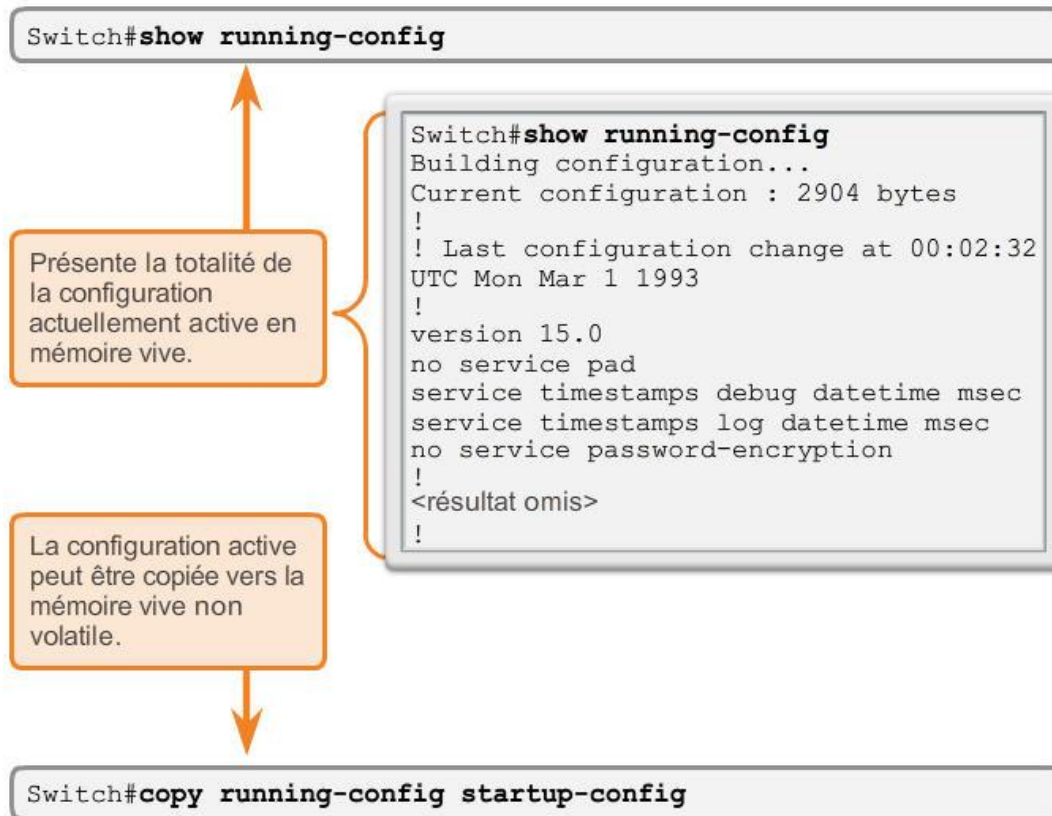 Switch#show running-config
Switch#show running-config
Building configuration...
Current configuration : 2904 bytes
!
! Last configuration change at 00:02:32
UTC Mon Mar 1 1993
!
version 15.0
no service pad
service timestamps debug datetime msec
service timestamps log datetime msec
no service password-encryption
!
<résultat omis>
!
Présente la totalité de
la configuration
actuellement active en
mémoire vive.
La configuration active
peut être copiée vers la
mémoire vive non
volatile.
Switch#copy running-config startup-config